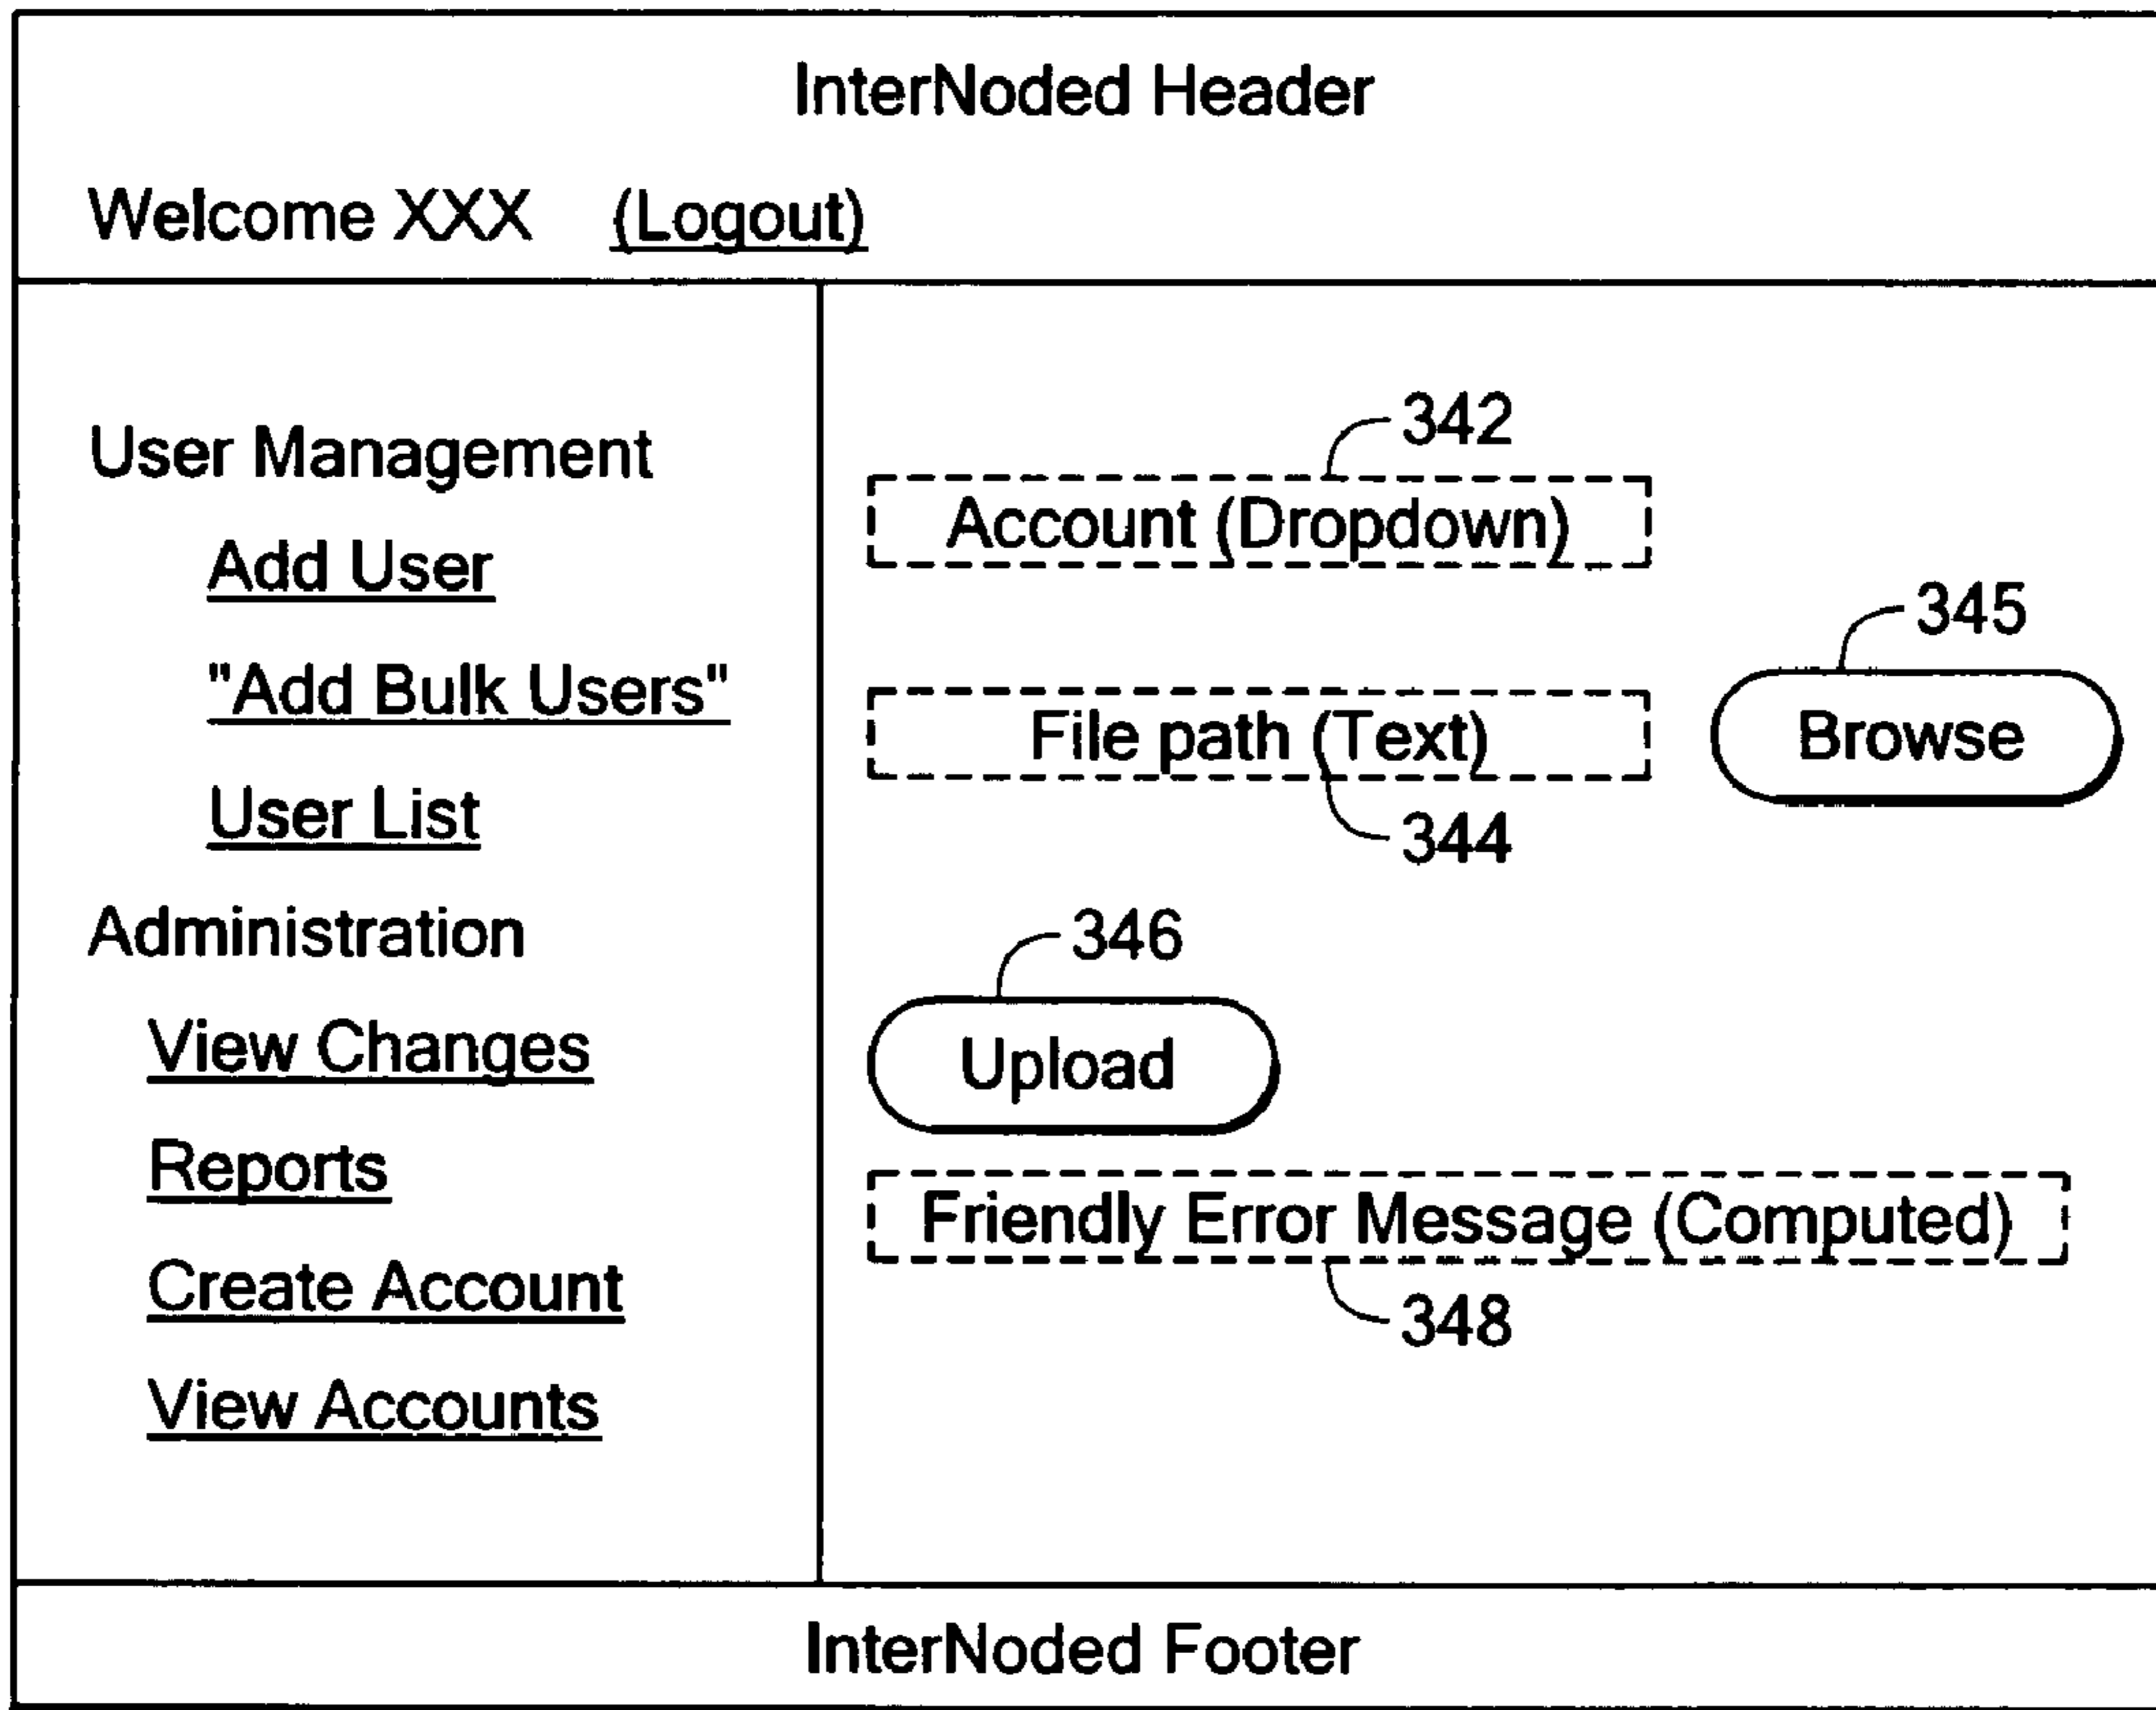 InterNoded Header
Welcome XXX (Logout)
User Management
Add User
"Add Bulk Users"
User List
Administration
View Changes
Reports
Create Account
View Accounts
342
Account (Dropdown)
345
File path (Text)
Browse
344
346
Upload
Friendly Error Message (Computed)
348
InterNoded Footer